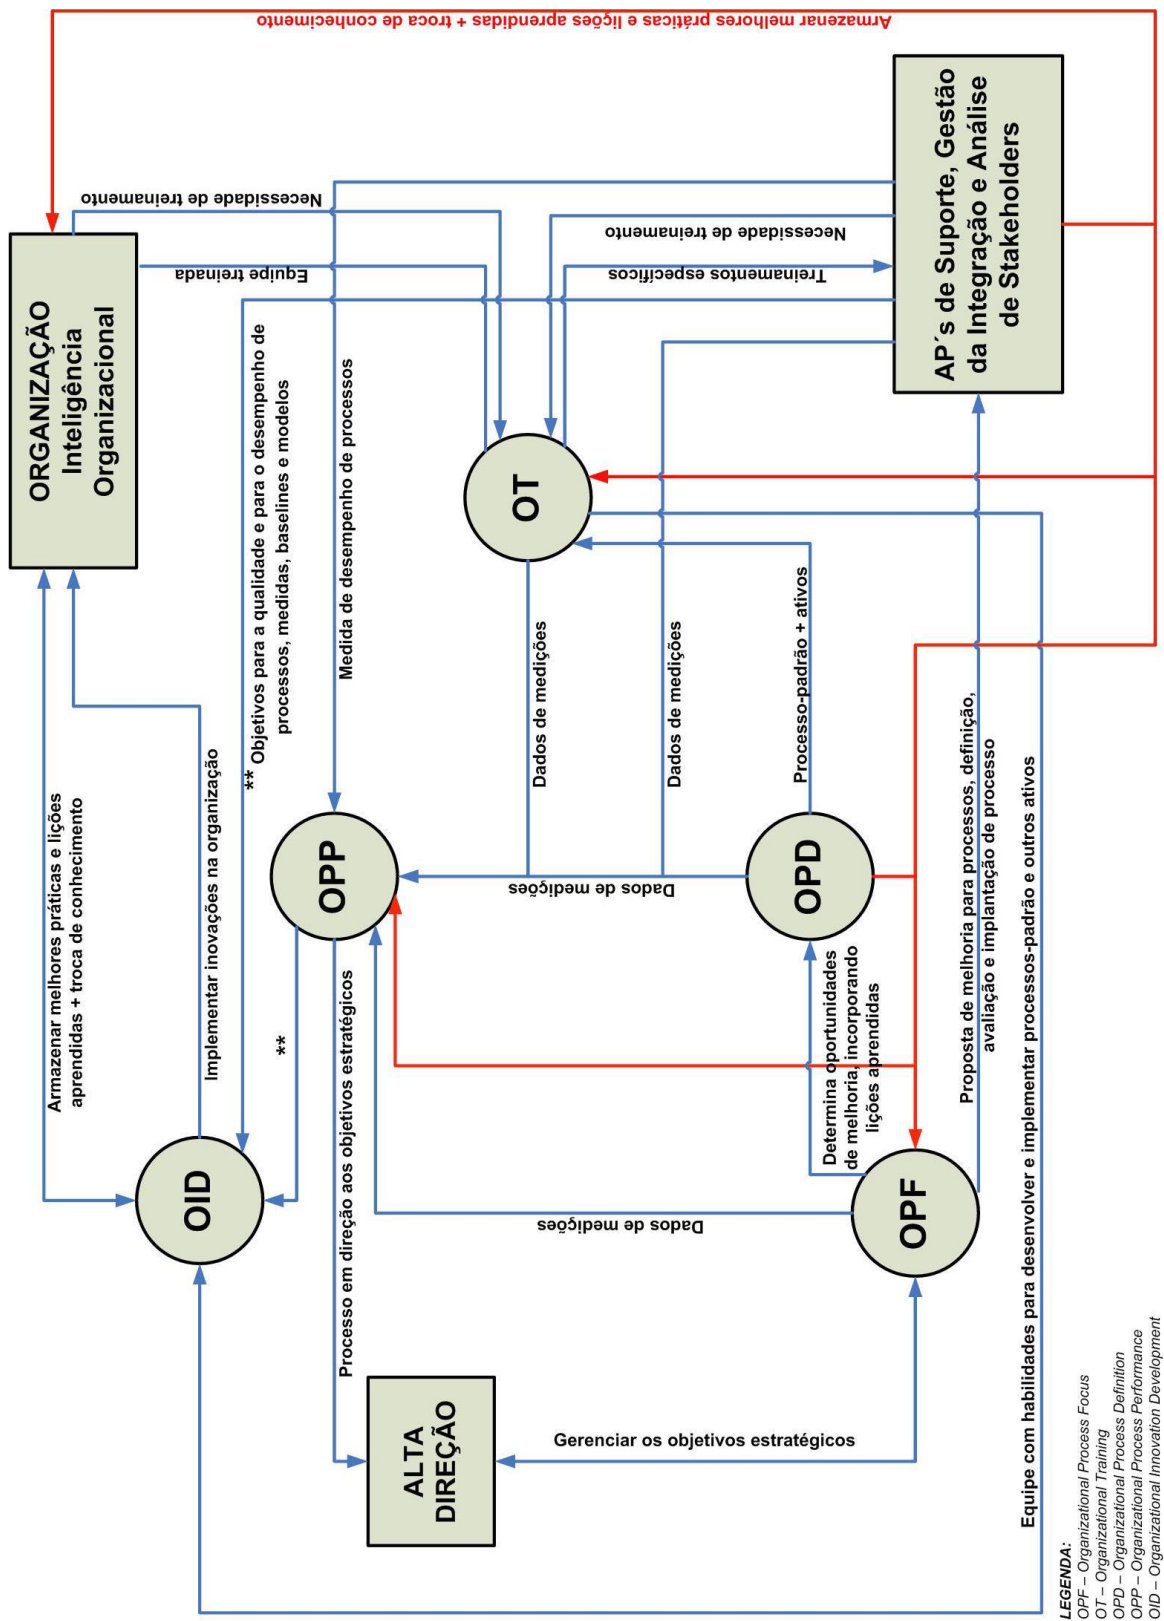 Armazenar melhores práticas e lições aprendidas + troca de conhecimento
ORGANIZAÇÃO
Inteligência
Organizacional
Necessidade de treinamento
Equipe treinada
Armazenar melhores práticas e lições
aprendidas + troca de conhecimento
Implementar inovações na organização
** Objetivos para a qualidade e para o desempenho de
processos, medidas, baselines e modelos
Medida de desempenho de processos
Necessidade de treinamento
Treinamentos específicos
AP´s de Suporte, Gestão
da Integração e Análise
de Stakeholders
OID
**
OPP
OT
Processo em direção aos objetivos estratégicos
Dados de medições
Dados de medições
Dados de medições
Dados de medições
Processo-padrão + ativos
OPD
Determina oportunidades
de melhoria, incorporando
lições aprendidas
ALTA
DIREÇÃO
Gerenciar os objetivos estratégicos
OPF
Proposta de melhoria para processos, definição,
avaliação e implantação de processo
Equipe com habilidades para desenvolver e implementar processos-padrão e outros ativos
LEGENDA:
OPF – Organizational Process Focus
OT – Organizational Training
OPD – Organizational Process Definition
OPP – Organizational Process Performance
OID – Organizational Innovation Development